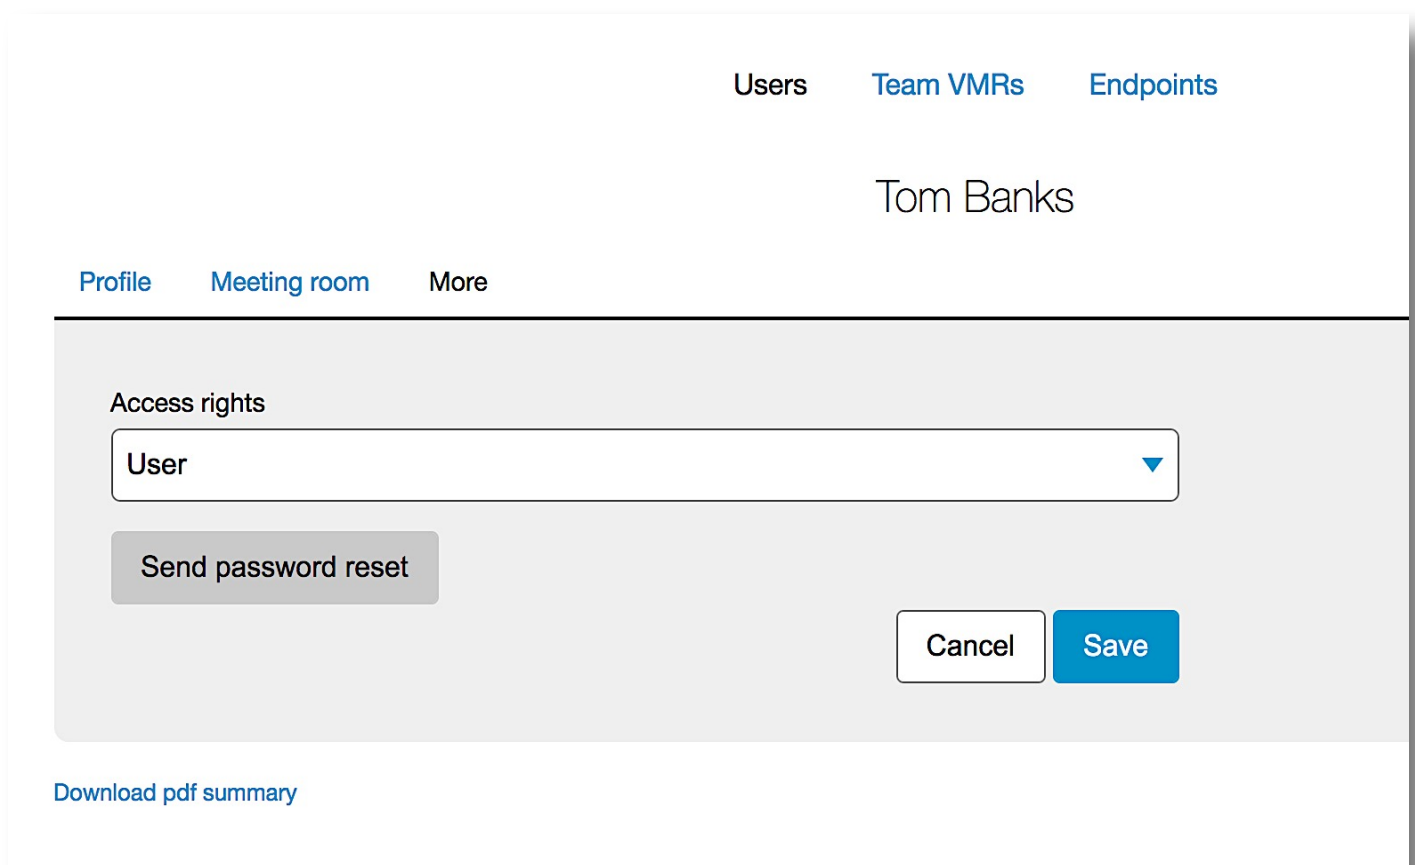 Users Team VMRs Endpoints
Tom Banks
Profile Meeting room More
Access rights
User
Send password reset
Cancel Save
Download pdf summary